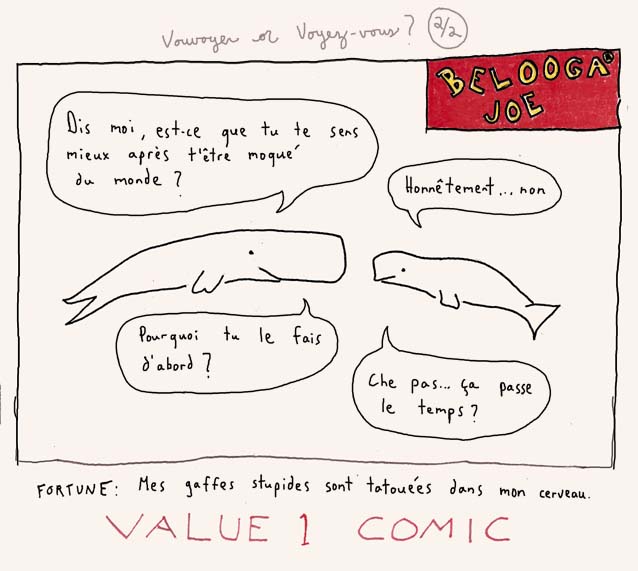 Vouvoyer or Voyez-vous? 2/2
BELOOGA®
JOE
Dis moi, est-ce que tu te sens
mieux après t'être moqué
du monde?
Honnêtement... non
Pourquoi tu le fais
d'abord?
Che pas... ça passe
le temps?
FORTUNE: Mes gaffes stupides sont tatouées dans mon cerveau.
VALUE 1 COMIC